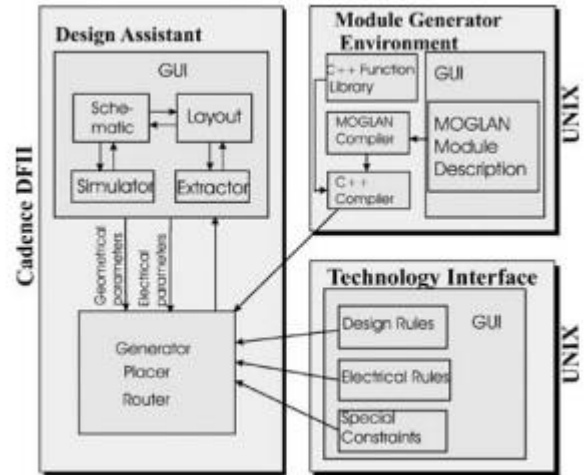 Design Assistant
GUI
Sche-
matic
Layout
Simulator
Extractor
Geometrical
parameters
Electrical
parameters
Generator
Placer
Router
Cadence DFII
Module Generator
Environment
C++ Function
Library
GUI
MOGLAN
Compiler
MOGLAN
Module
Description
C++
Compiler
UNIX
Technology Interface
Design Rules
GUI
Electrical Rules
Special
Constraints
UNIX